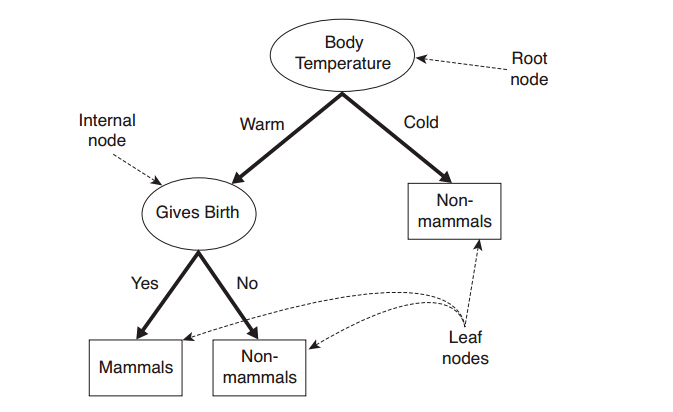 Body
Temperature
Root
node
Internal
node
Warm
Cold
Gives Birth
Non-
mammals
Yes
No
Mammals
Non-
mammals
Leaf
nodes